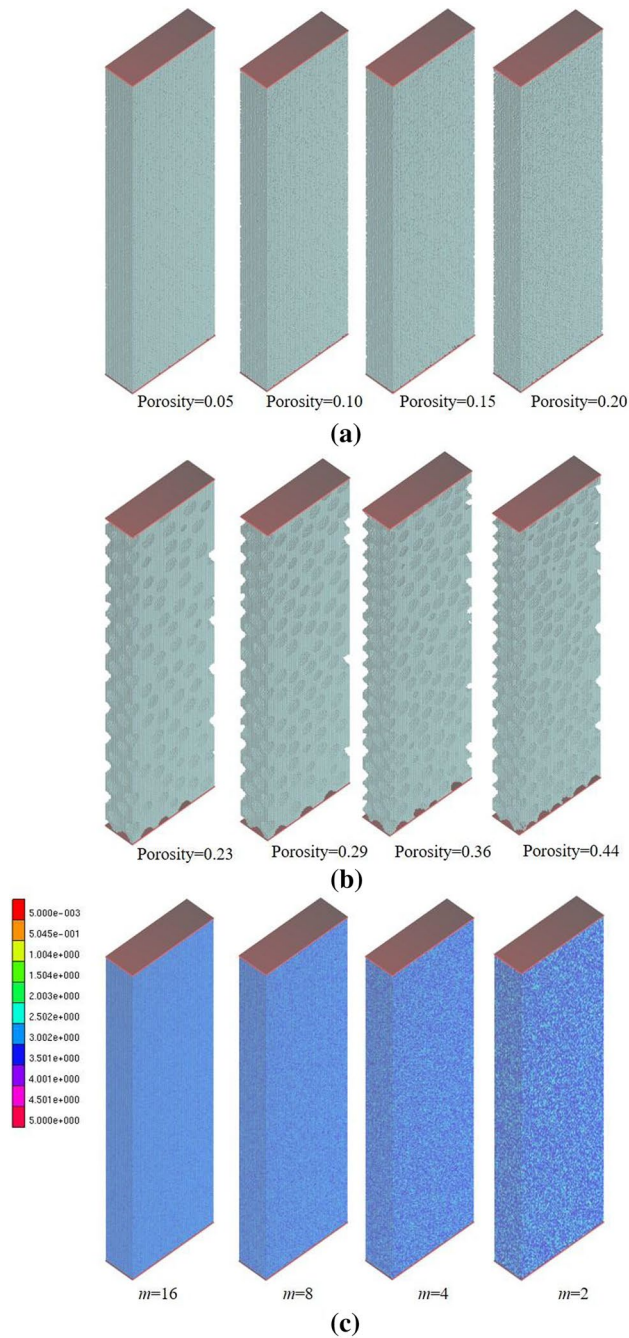 Porosity=0.05 Porosity=0.10 Porosity=0.15 Porosity=0.20
(a)
Porosity=0.23 Porosity=0.29 Porosity=0.36 Porosity=0.44
(b)
5.000e-003
5.045e-001
1.004e+000
1.504e+000
2.003e+000
2.502e+000
3.002e+000
3.501e+000
4.001e+000
4.501e+000
5.000e+000
m=16 m=8 m=4 m=2
(c)